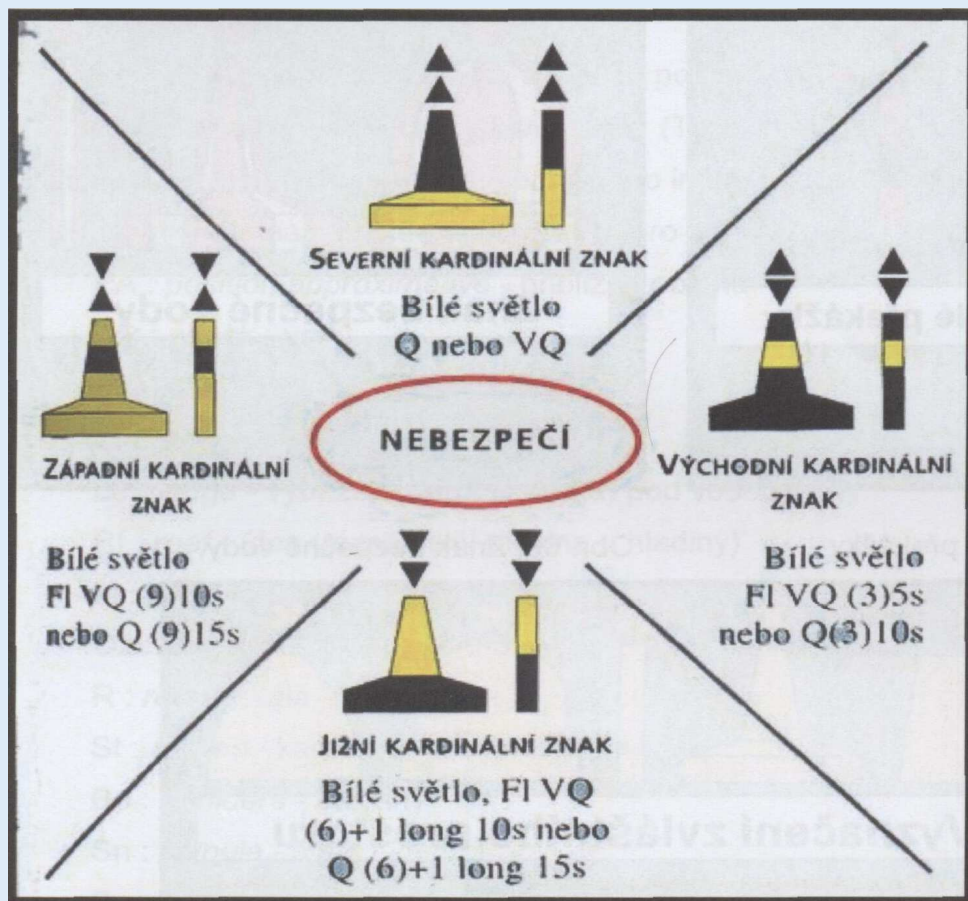 SEVERNÍ KARDINÁLNÍ ZNAK
Bílé světlo
Q nebo VQ
NEBEZPEČÍ
ZÁPADNÍ KARDINÁLNÍ
ZNAK
Bílé světlo
Fl VQ (9)10s
nebo Q (9)15s
VÝCHODNÍ KARDINÁLNÍ
ZNAK
Bílé světlo
Fl VQ (3)5s
nebo Q(3)10s
JIŽNÍ KARDINÁLNÍ ZNAK
Bílé světlo, Fl VQ
(6)+1 long 10s nebo
Q (6)+1 long 15s